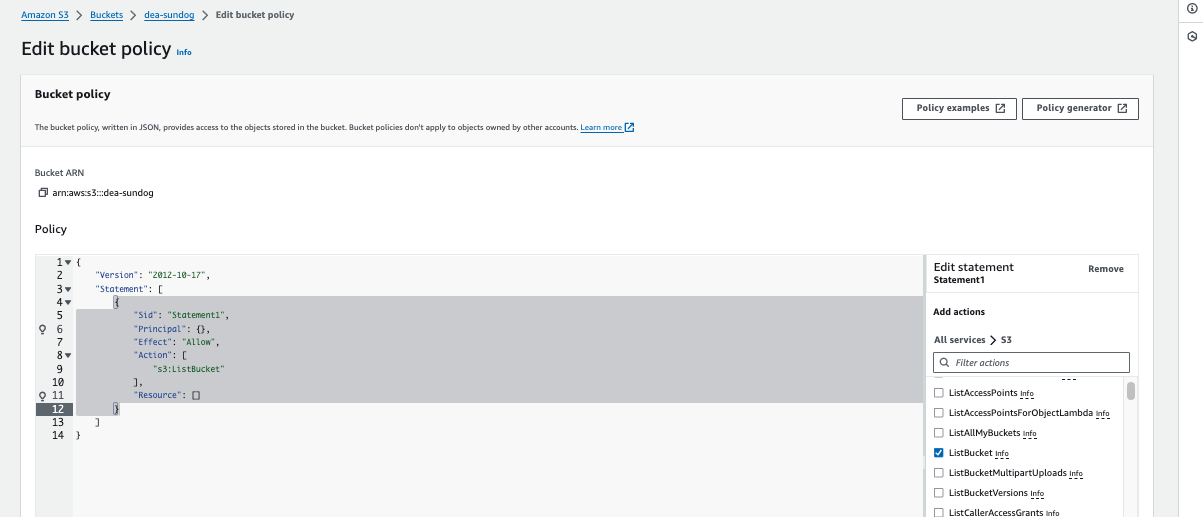 Amazon S3 > Buckets > dea-sundog > Edit bucket policy
Edit bucket policy Info
Bucket policy
Policy examples
Policy generator
The bucket policy, written in JSON, provides access to the objects stored in the bucket. Bucket policies don't apply to objects owned by other accounts. Learn more
Bucket ARN
arn:aws:s3:::dea-sundog
Policy
1 {
2 "Version": "2012-10-17",
3 "Statement": [
4 {
5 "Sid": "Statement1",
6 "Principal": {},
7 "Effect": "Allow",
8 "Action": [
9 "s3:ListBucket"
10 ],
11 "Resource": []
12 }
13 ]
14 }
Edit statement
Remove
Statement1
Add actions
All services > S3
Filter actions
ListAccessPoints Info
ListAccessPointsForObjectLambda Info
ListAllMyBuckets Info
ListBucket Info
ListBucketMultipartUploads Info
ListBucketVersions Info
ListCallerAccessGrants Info